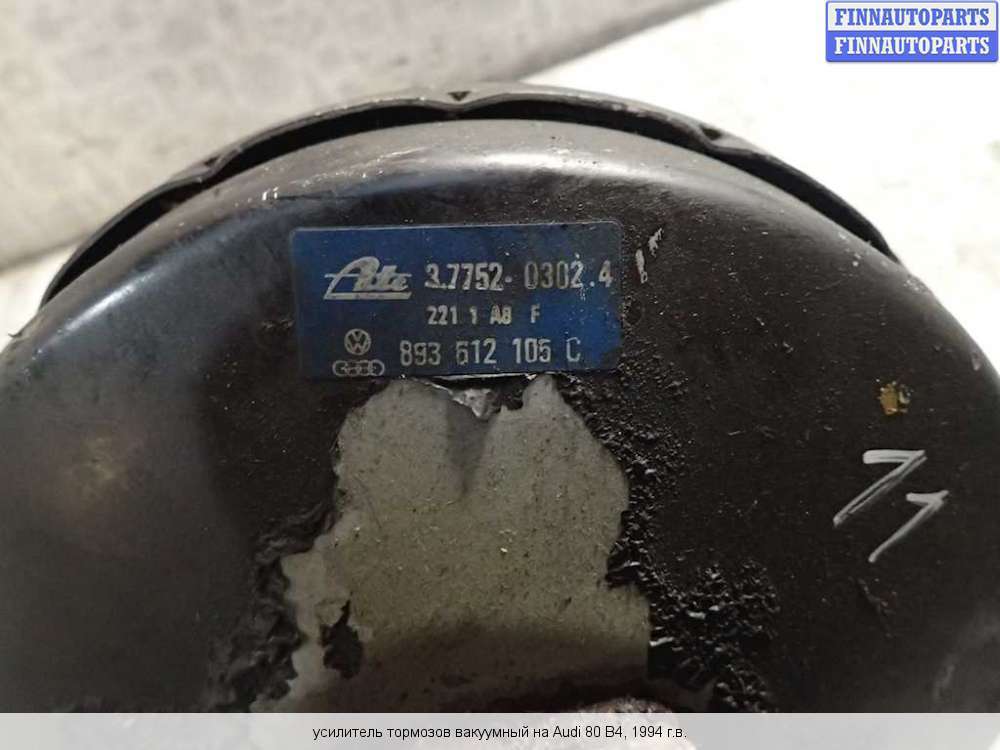 FINNAUTOPARTS
FINNAUTOPARTS
Ate 3.7752-0302.4
221 1 A8 F
VW
893 612 105 C
усилитель тормозов вакуумный на Audi 80 B4, 1994 г.в.